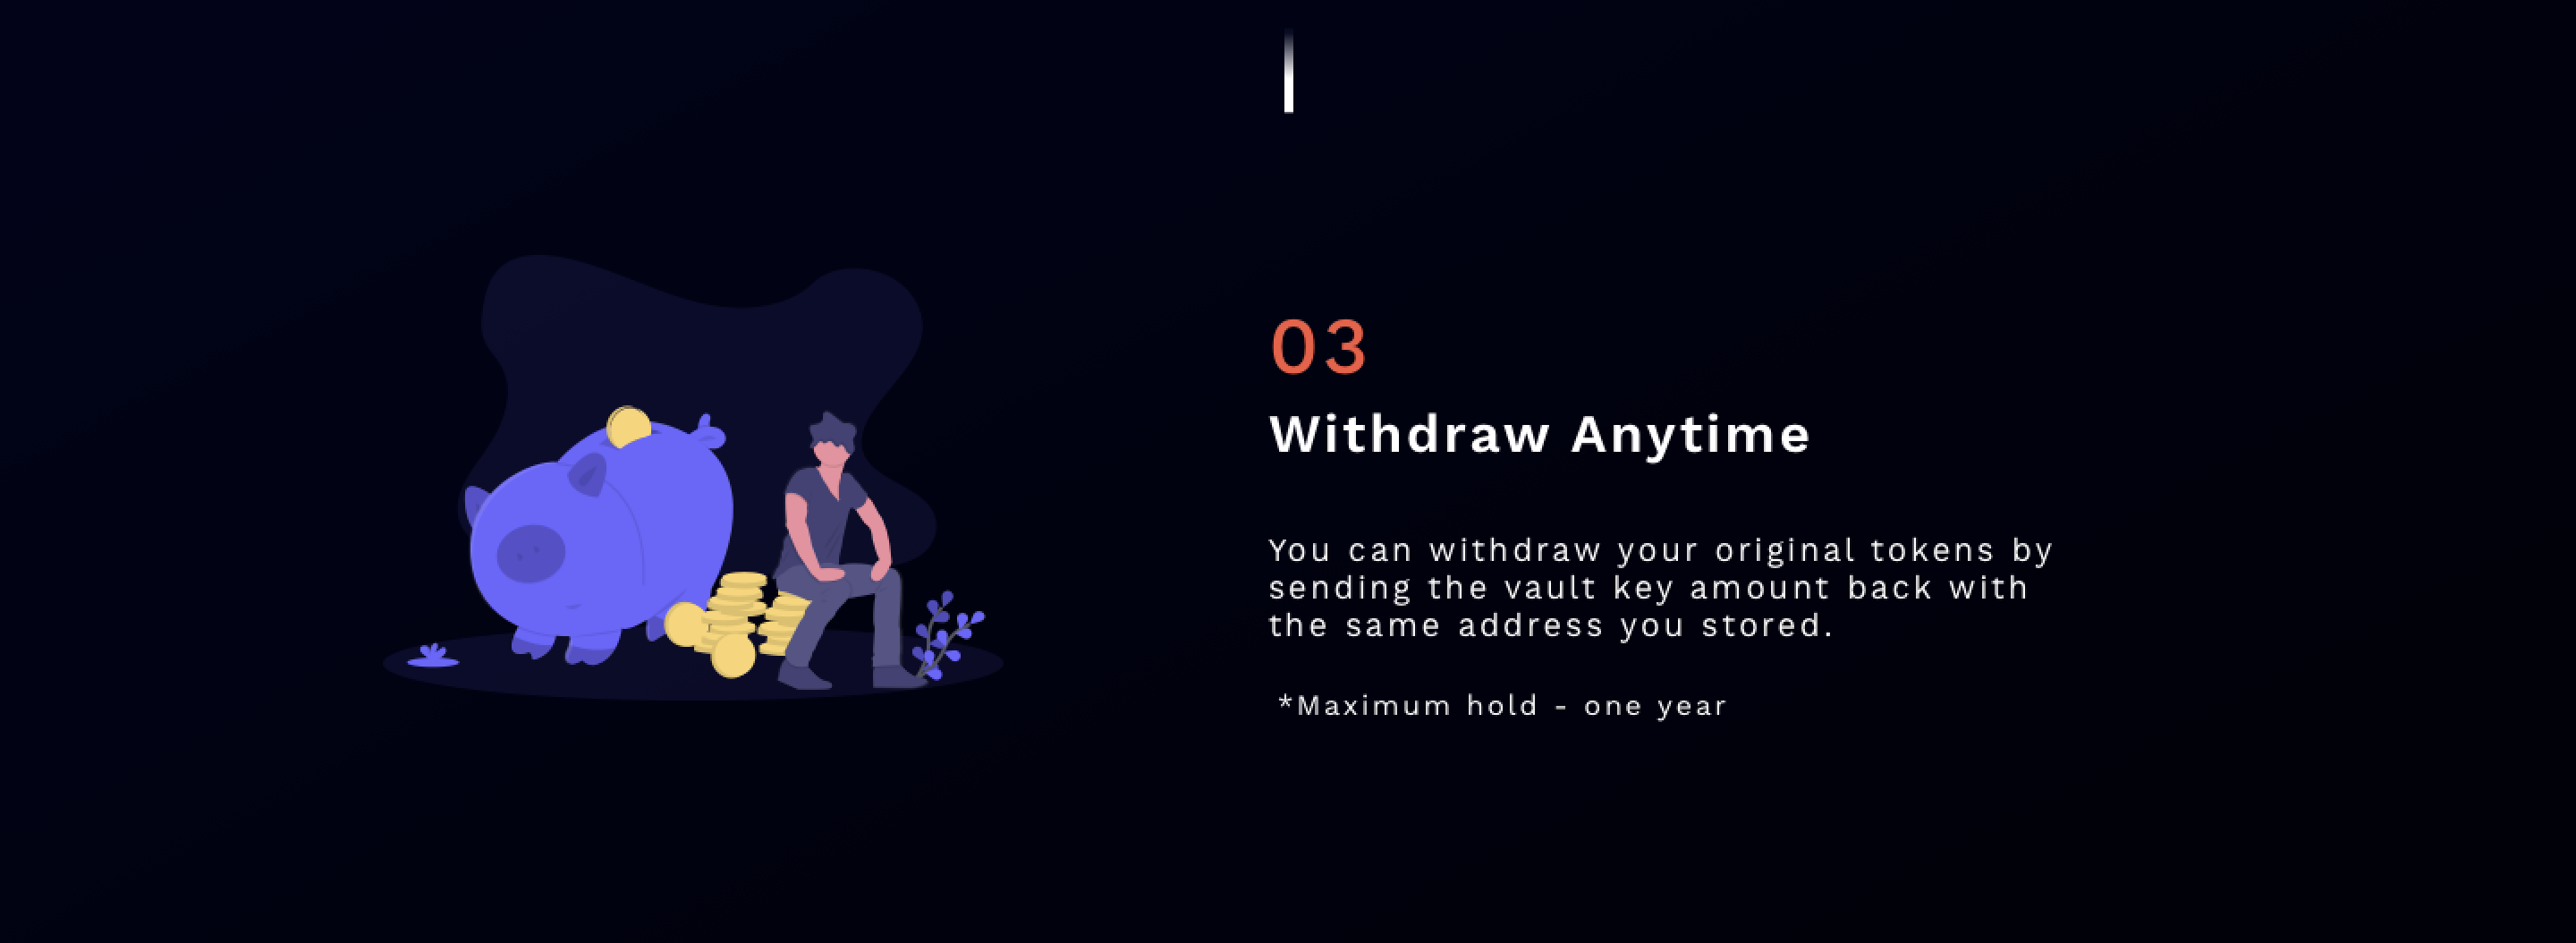 03
Withdraw Anytime
You can withdraw your original tokens by
sending the vault key amount back with
the same address you stored.
*Maximum hold - one year